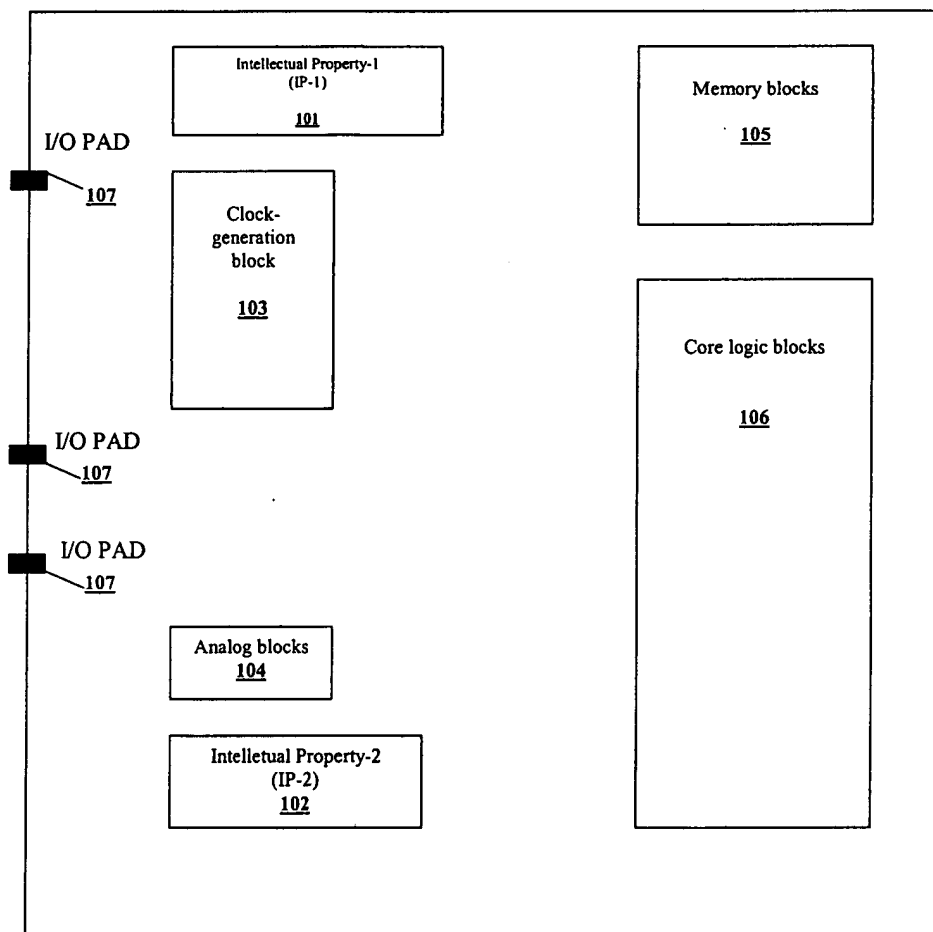 Intellectual Property-1
(IP-1)
101
Memory blocks
105
I/O PAD
107
Clock-
generation
block
103
Core logic blocks
106
I/O PAD
107
I/O PAD
107
Analog blocks
104
Intelletual Property-2
(IP-2)
102